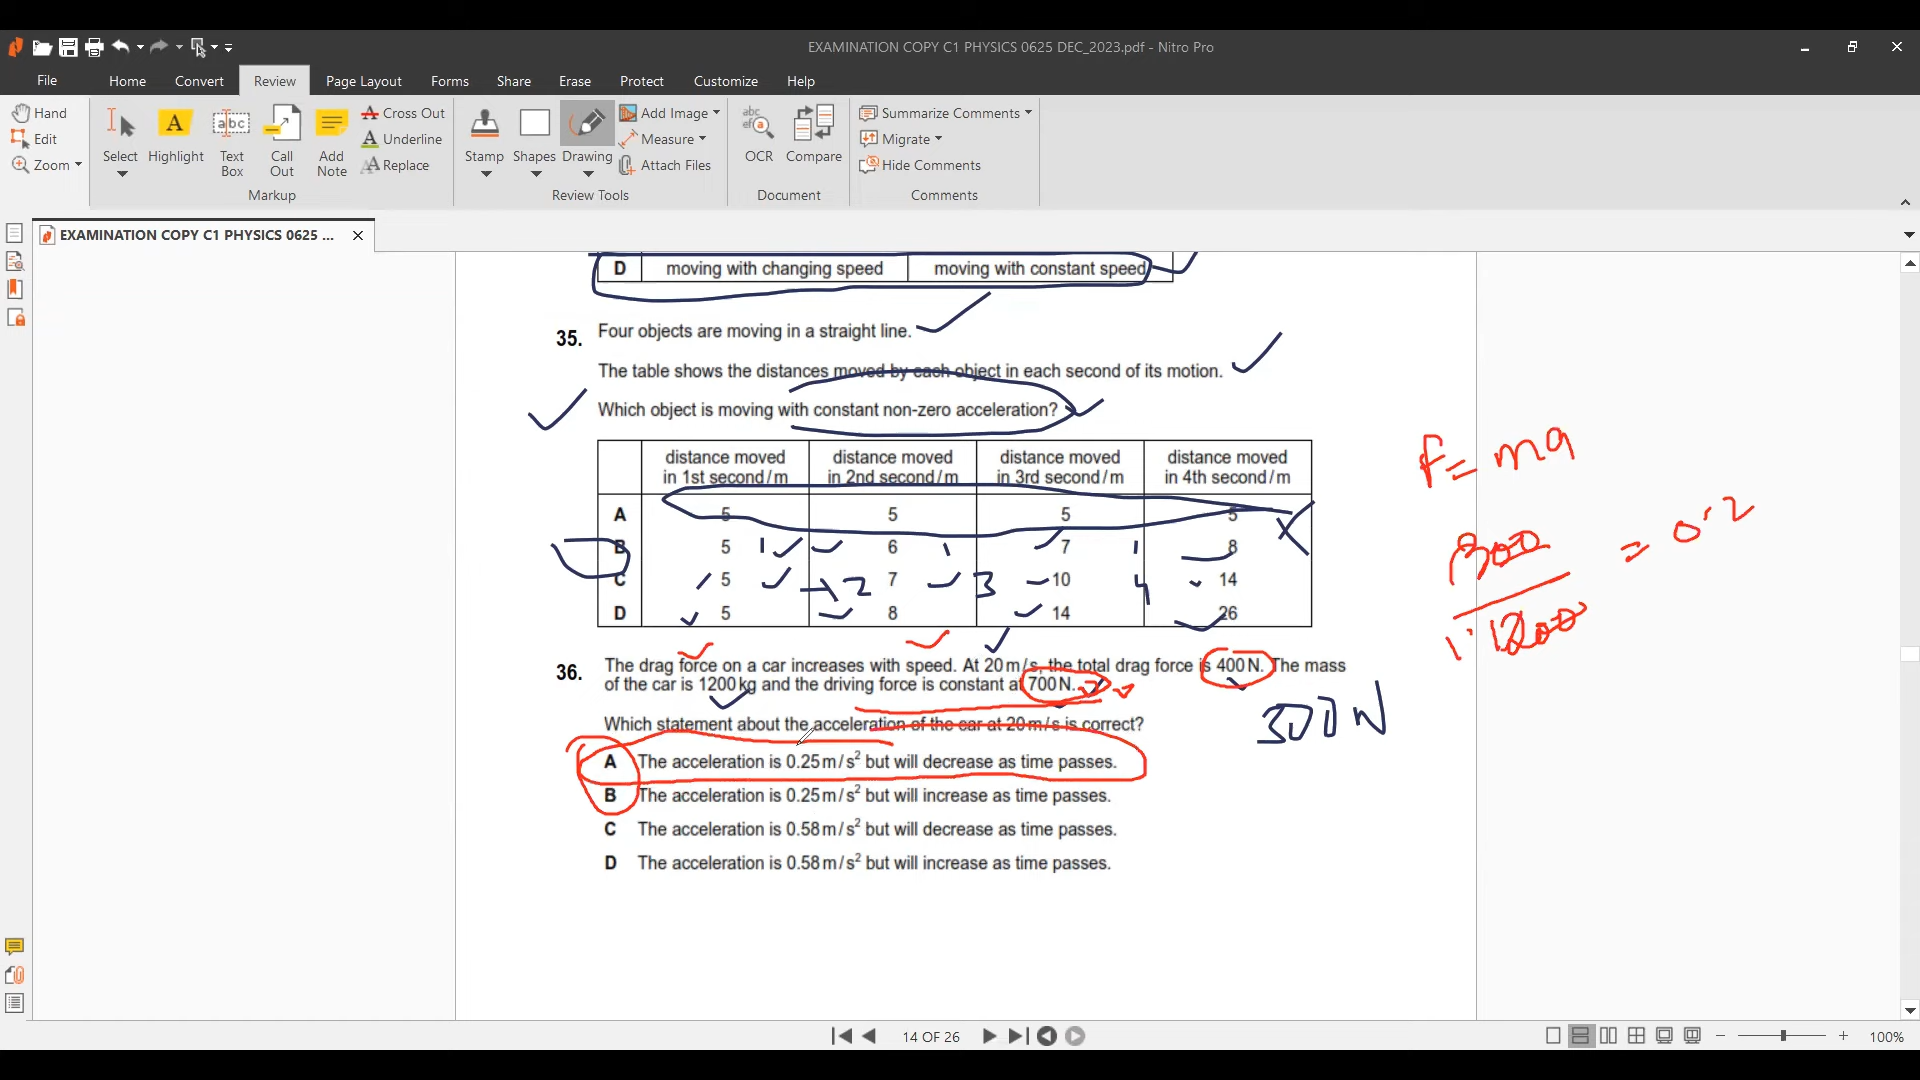 EXAMINATION COPY C1 PHYSICS 0625 DEC_2023.pdf - Nitro Pro
File Home Convert Review Page Layout Forms Share Erase Protect Customize Help
Hand
Edit
Zoom
Select
Highlight
Text Box
Call Out
Add Note
Cross Out
Underline
Replace
Markup
Stamp
Shapes
Drawing
Add Image
Measure
Attach Files
Review Tools
OCR
Compare
Document
Summarize Comments
Migrate
Hide Comments
Comments
EXAMINATION COPY C1 PHYSICS 0625 ...
D moving with changing speed moving with constant speed
35. Four objects are moving in a straight line.
The table shows the distances moved by each object in each second of its motion.
Which object is moving with constant non-zero acceleration?
distance moved in 1st second/m distance moved in 2nd second/m distance moved in 3rd second/m distance moved in 4th second/m
A 5 5 5 5
B 5 1 6 1 7 1 8
C 5 2 7 3 10 4 14
D 5 8 14 26
F = ma
300
1200
= 0.2
36. The drag force on a car increases with speed. At 20 m/s, the total drag force is 400 N. The mass
of the car is 1200 kg and the driving force is constant at 700 N.
300 N
Which statement about the acceleration of the car at 20 m/s is correct?
A The acceleration is 0.25 m/s² but will decrease as time passes.
B The acceleration is 0.25 m/s² but will increase as time passes.
C The acceleration is 0.58 m/s² but will decrease as time passes.
D The acceleration is 0.58 m/s² but will increase as time passes.
14 OF 26
100%